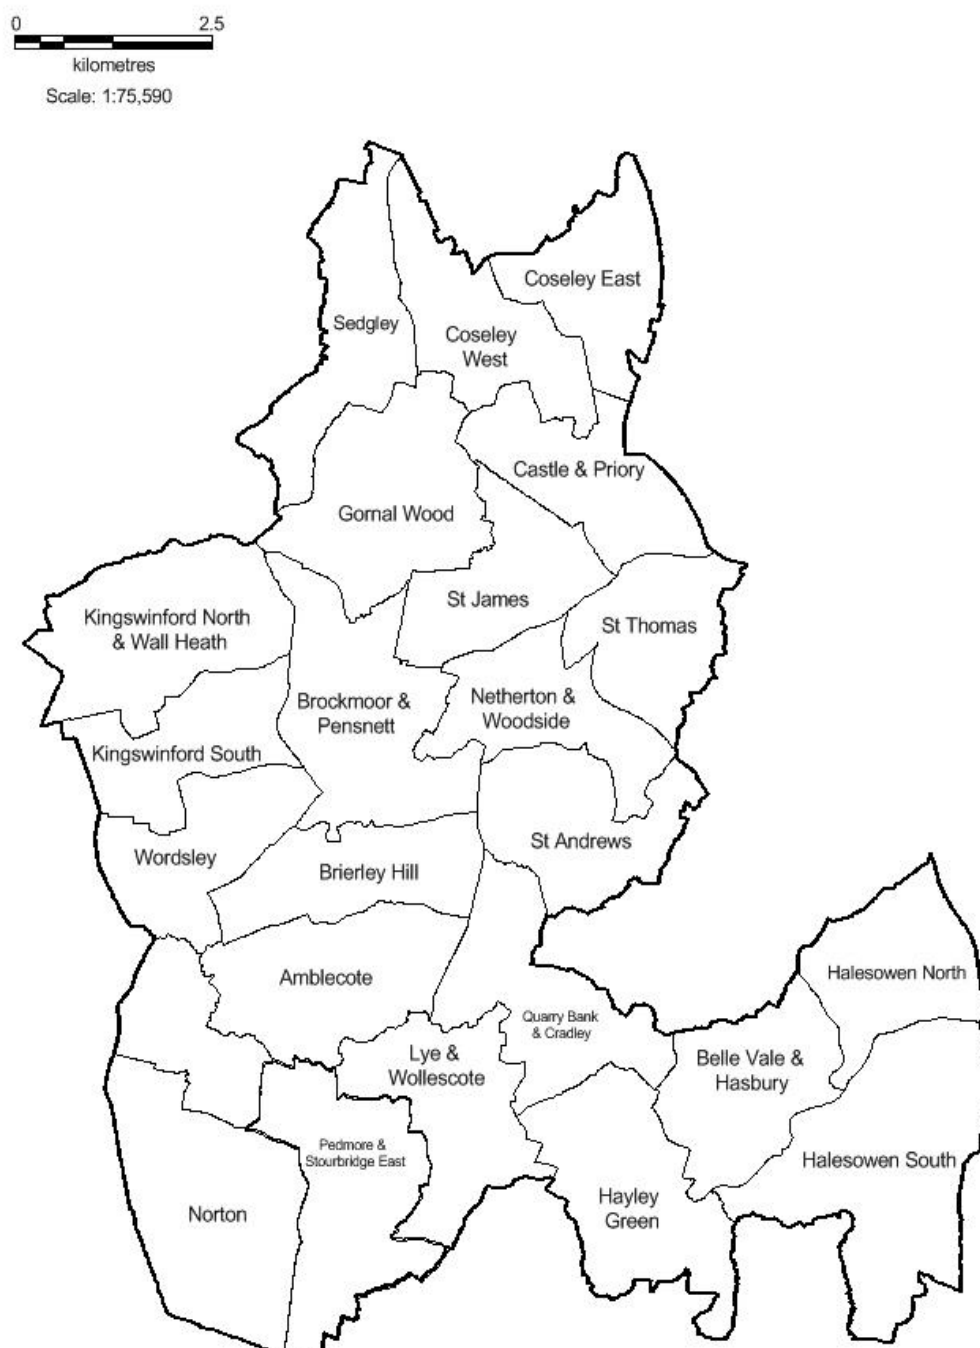 0 2.5
kilometres
Scale: 1:75,590
Coseley East
Sedgley
Coseley
West
Castle & Priory
Gornal Wood
St James
Kingswinford North
& Wall Heath
St Thomas
Brockmoor &
Pensnett
Netherton &
Woodside
Kingswinford South
Wordsley
St Andrews
Brierley Hill
Amblecote
Halesowen North
Quarry Bank
& Cradley
Lye &
Wollescote
Belle Vale &
Hasbury
Pedmore &
Stourbridge East
Halesowen South
Norton
Hayley
Green